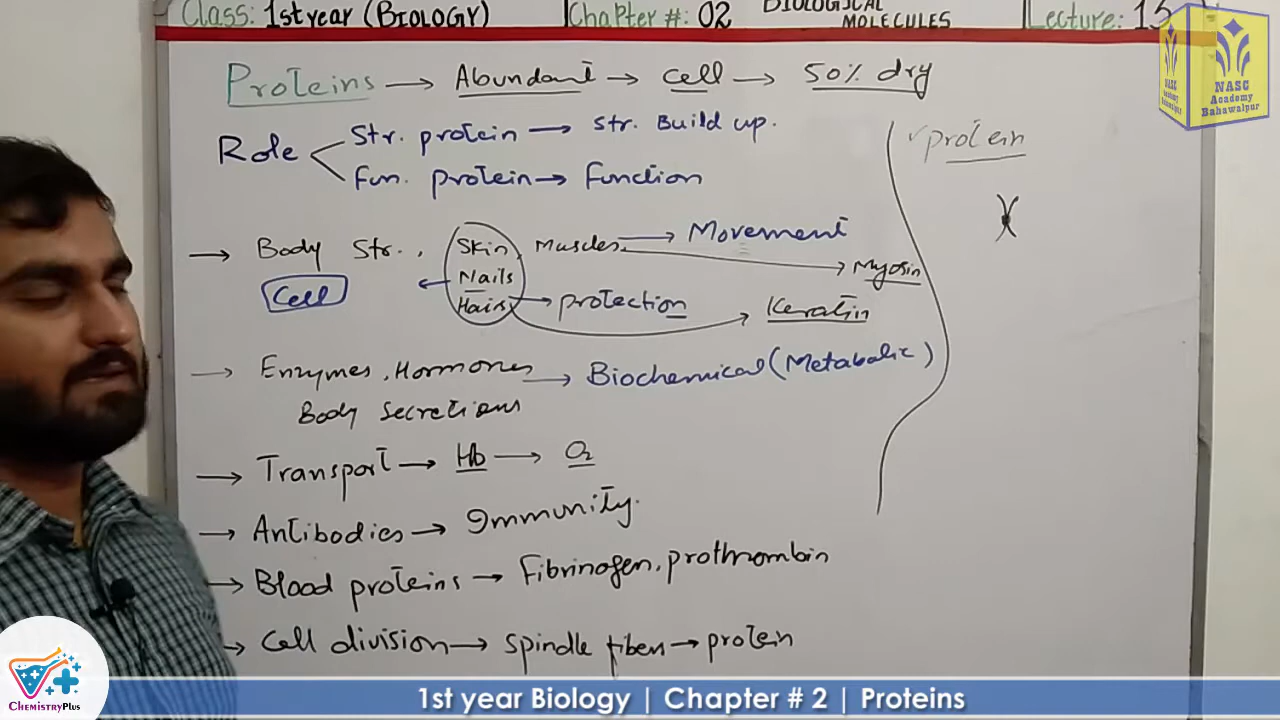 Class: 1st year (BIOLOGY) Chapter #: 02 BIOLOGICAL MOLECULES Lecture: 15
NASC
Academy
Bahawalpur
Proteins → Abundant → Cell → 50% dry
Role
Str. protein → Str. Build up.
Fun. protein → Function
protein
→ Body Str., Skin, Muscles → Movement
Myosin
Cell ← Nails
Hairs → protection Keratin
→ Enzymes, Hormones → Biochemical (Metabolic)
Body secretions
→ Transport → Hb → O2
→ Antibodies → Immunity.
→ Blood proteins → Fibrinogen, prothrombin
→ Cell division → spindle fiben → protein
ChemistryPlus
1st year Biology | Chapter # 2 | Proteins